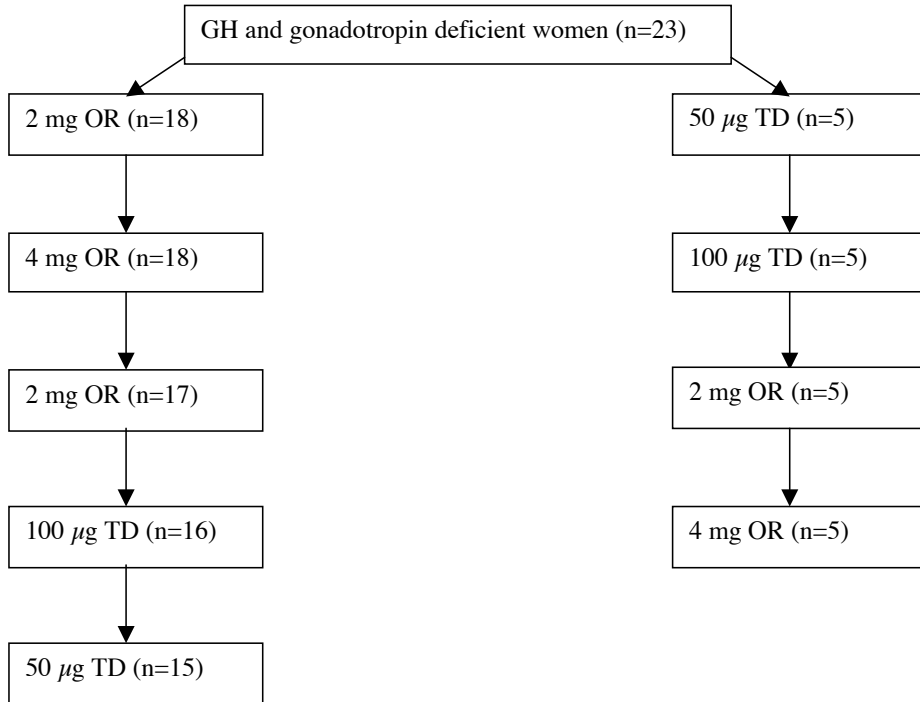 GH and gonadotropin deficient women (n=23)
2 mg OR (n=18)
50 µg TD (n=5)
4 mg OR (n=18)
100 µg TD (n=5)
2 mg OR (n=17)
2 mg OR (n=5)
100 µg TD (n=16)
4 mg OR (n=5)
50 µg TD (n=15)